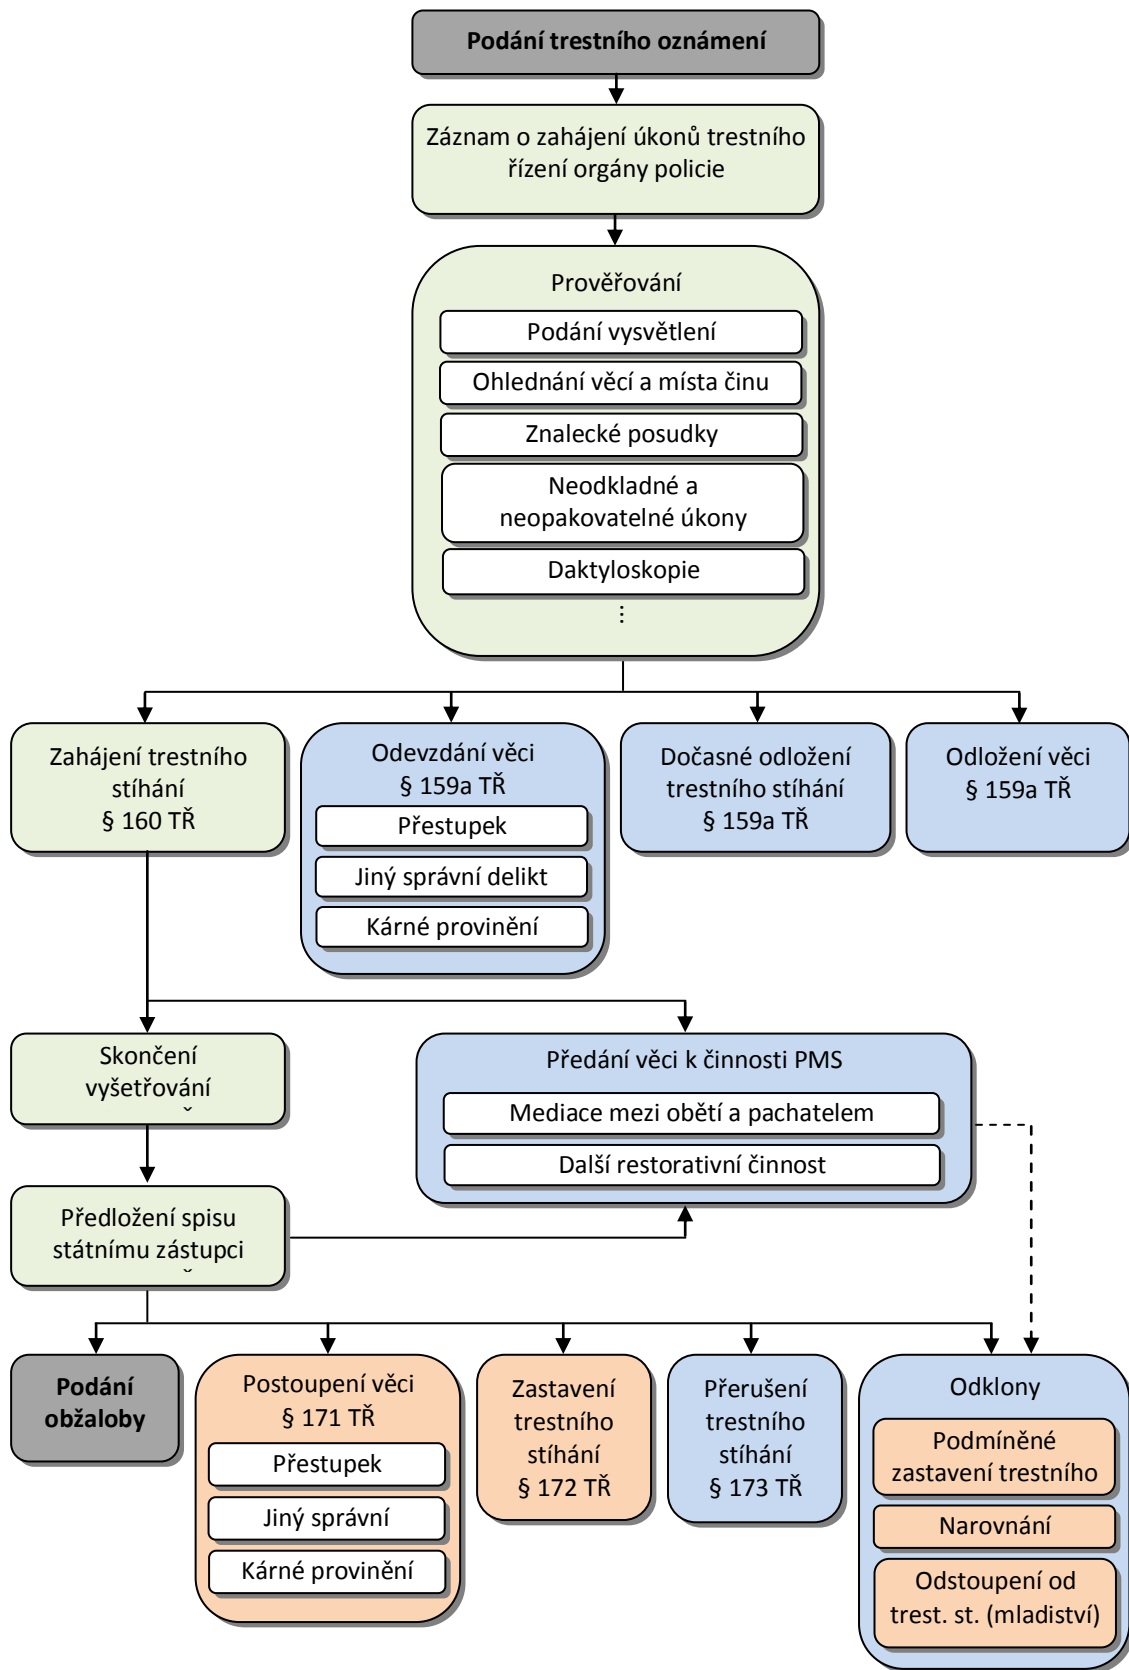 Podání trestního oznámení
Záznam o zahájení úkonů trestního
řízení orgány policie
Prověřování
Podání vysvětlení
Ohlednání věcí a místa činu
Znalecké posudky
Neodkladné a
neopakovatelné úkony
Daktyloskopie
⋮
Zahájení trestního
stíhání
§ 160 TŘ
Odevzdání věci
§ 159a TŘ
Přestupek
Jiný správní delikt
Kárné provinění
Dočasné odložení
trestního stíhání
§ 159a TŘ
Odložení věci
§ 159a TŘ
Skončení
vyšetřování
Předání věci k činnosti PMS
Mediace mezi obětí a pachatelem
Další restorativní činnost
Předložení spisu
státnímu zástupci
Podání
obžaloby
Postoupení věci
§ 171 TŘ
Přestupek
Jiný správní
Kárné provinění
Zastavení
trestního
stíhání
§ 172 TŘ
Přerušení
trestního
stíhání
§ 173 TŘ
Odklony
Podmíněné
zastavení trestního
Narovnání
Odstoupení od
trest. st. (mladiství)